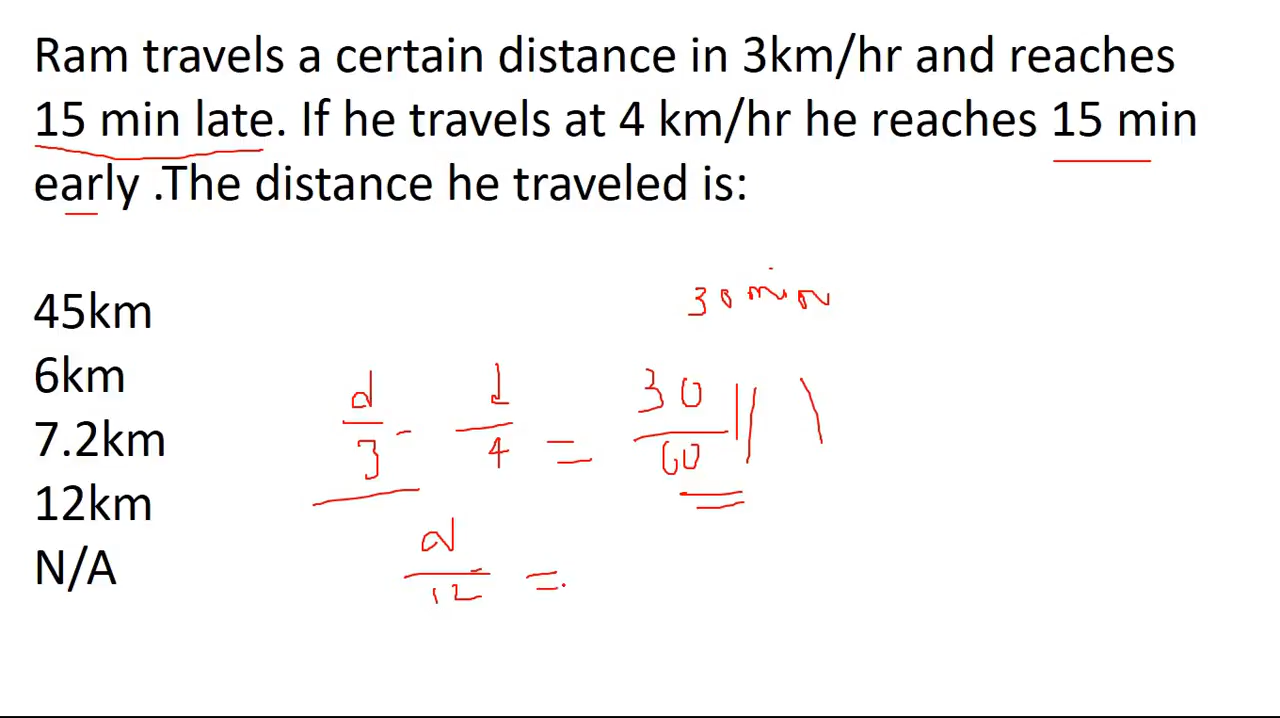 Ram travels a certain distance in 3km/hr and reaches
15 min late. If he travels at 4 km/hr he reaches 15 min
early .The distance he traveled is:
45km
6km
7.2km
12km
N/A
30 min
d/3 - d/4 = 30/60
d/12 =